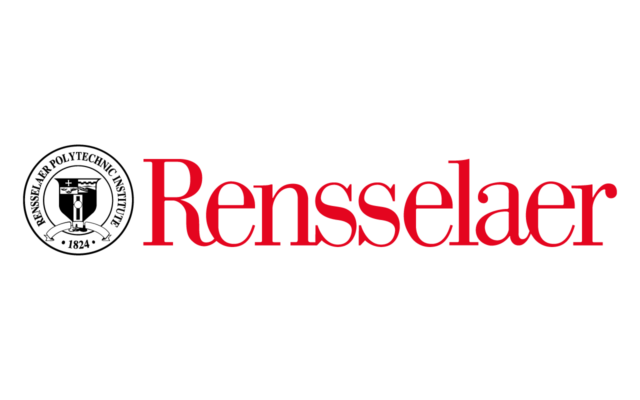 RENSSELAER POLYTECHNIC INSTITUTE
• 1824 •
Rensselaer